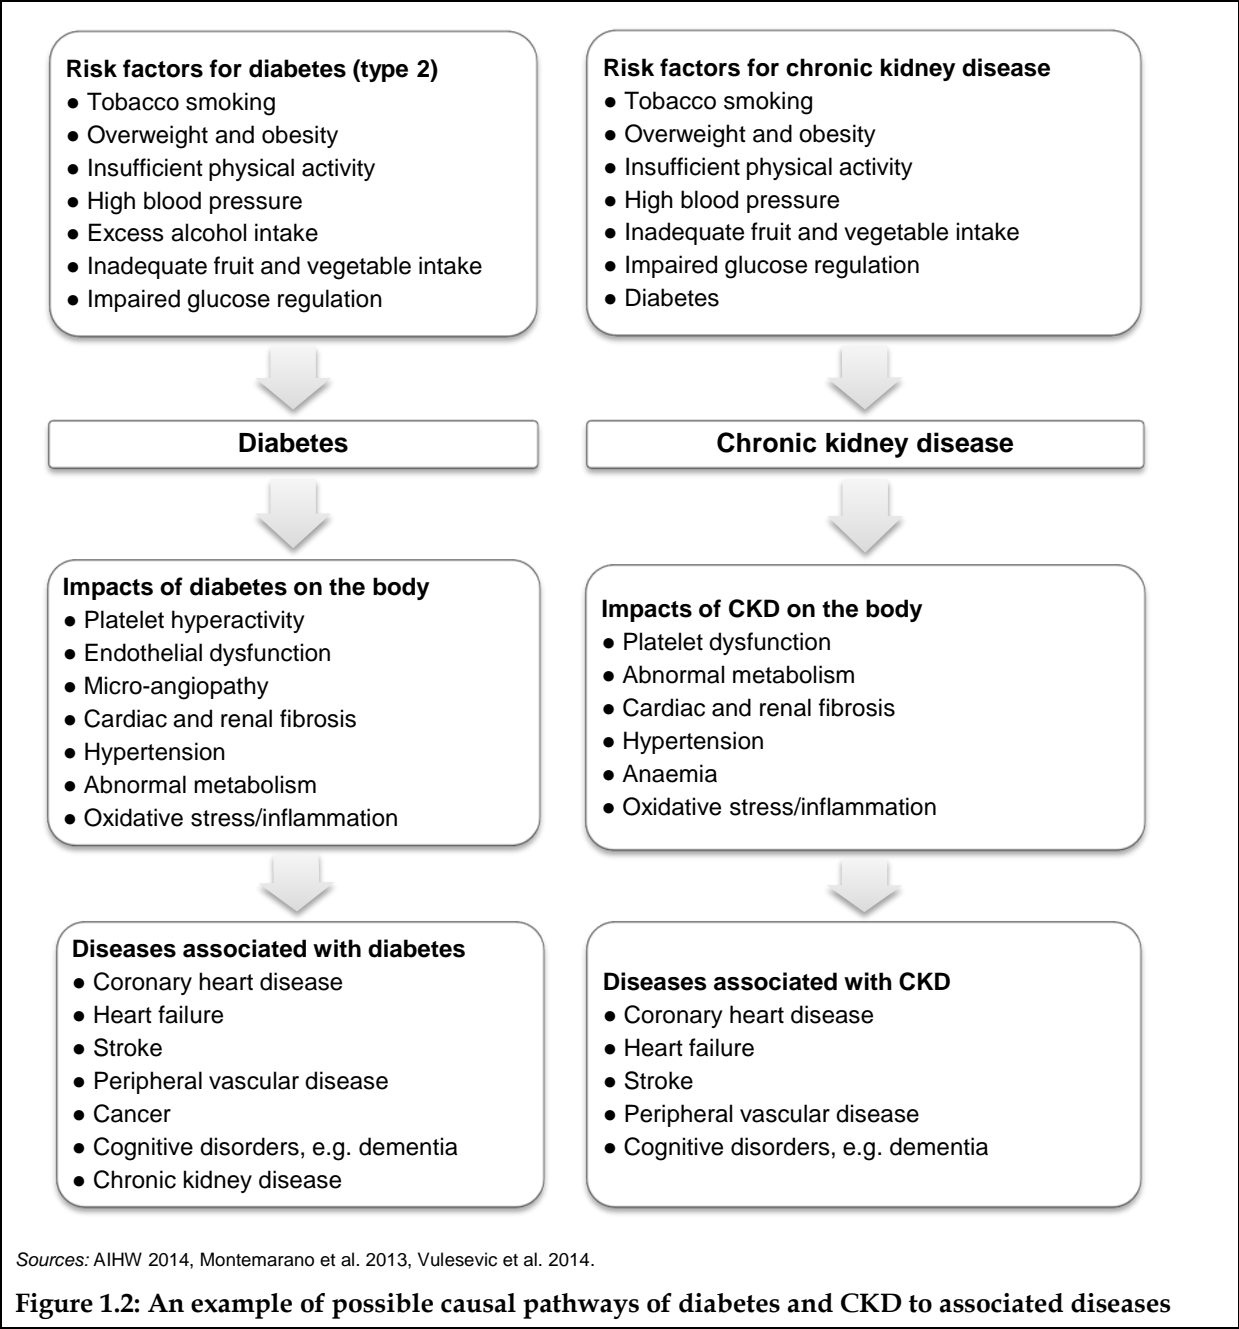 Risk factors for diabetes (type 2)
● Tobacco smoking
● Overweight and obesity
● Insufficient physical activity
● High blood pressure
● Excess alcohol intake
● Inadequate fruit and vegetable intake
● Impaired glucose regulation
Risk factors for chronic kidney disease
● Tobacco smoking
● Overweight and obesity
● Insufficient physical activity
● High blood pressure
● Inadequate fruit and vegetable intake
● Impaired glucose regulation
● Diabetes
Diabetes
Chronic kidney disease
Impacts of diabetes on the body
● Platelet hyperactivity
● Endothelial dysfunction
● Micro-angiopathy
● Cardiac and renal fibrosis
● Hypertension
● Abnormal metabolism
● Oxidative stress/inflammation
Impacts of CKD on the body
● Platelet dysfunction
● Abnormal metabolism
● Cardiac and renal fibrosis
● Hypertension
● Anaemia
● Oxidative stress/inflammation
Diseases associated with diabetes
● Coronary heart disease
● Heart failure
● Stroke
● Peripheral vascular disease
● Cancer
● Cognitive disorders, e.g. dementia
● Chronic kidney disease
Diseases associated with CKD
● Coronary heart disease
● Heart failure
● Stroke
● Peripheral vascular disease
● Cognitive disorders, e.g. dementia
Sources: AIHW 2014, Montemarano et al. 2013, Vulesevic et al. 2014.
Figure 1.2: An example of possible causal pathways of diabetes and CKD to associated diseases